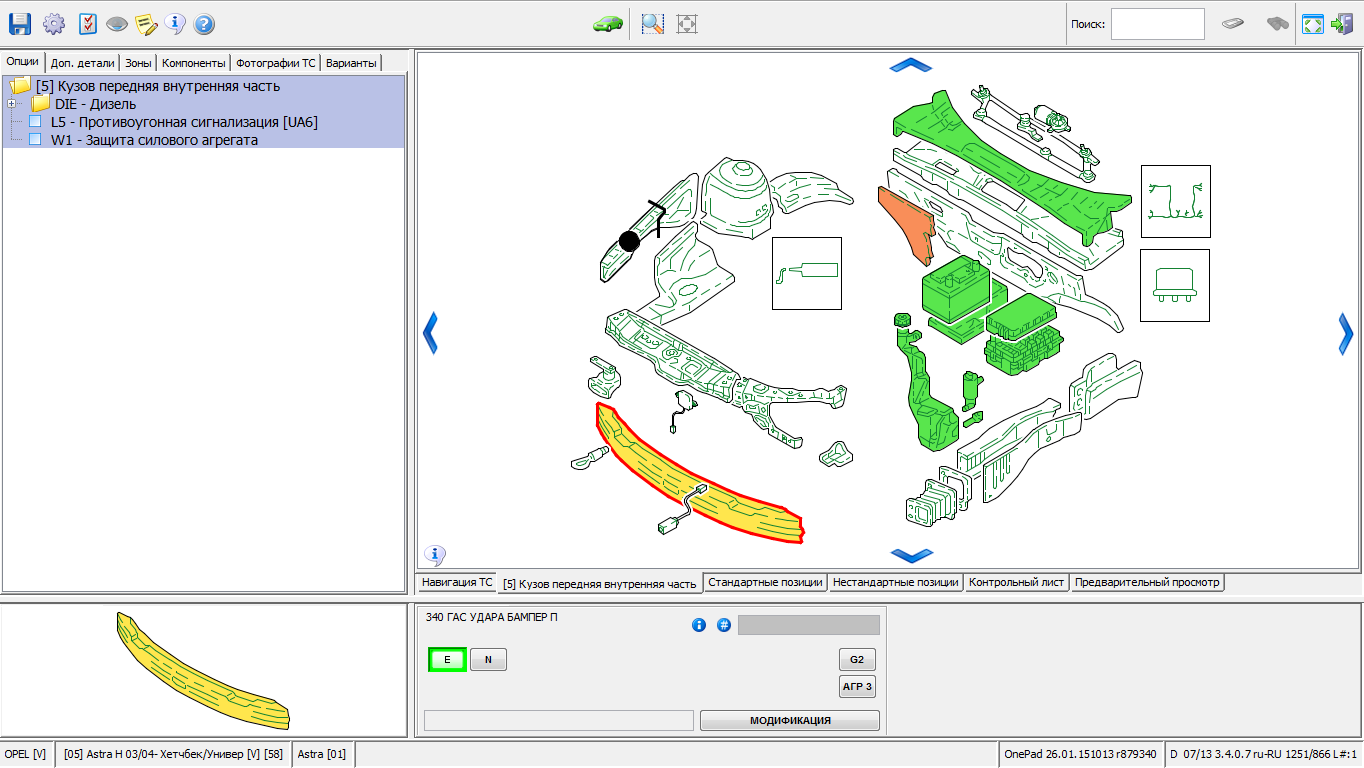 Поиск:
Опции Доп. детали Зоны Компоненты Фотографии ТС Варианты
[5] Кузов передняя внутренняя часть
DIE - Дизель
L5 - Противоугонная сигнализация [UA6]
W1 - Защита силового агрегата
Навигация ТС [5] Кузов передняя внутренняя часть Стандартные позиции Нестандартные позиции Контрольный лист Предварительный просмотр
340 ГАС УДАРА БАМПЕР П
E N G2
АГР 3
МОДИФИКАЦИЯ
OPEL [V] [05] Astra H 03/04- Хетчбек/Универ [V] [58] Astra [01] OnePad 26.01.151013 r879340 D 07/13 3.4.0.7 ru-RU 1251/866 L#:1